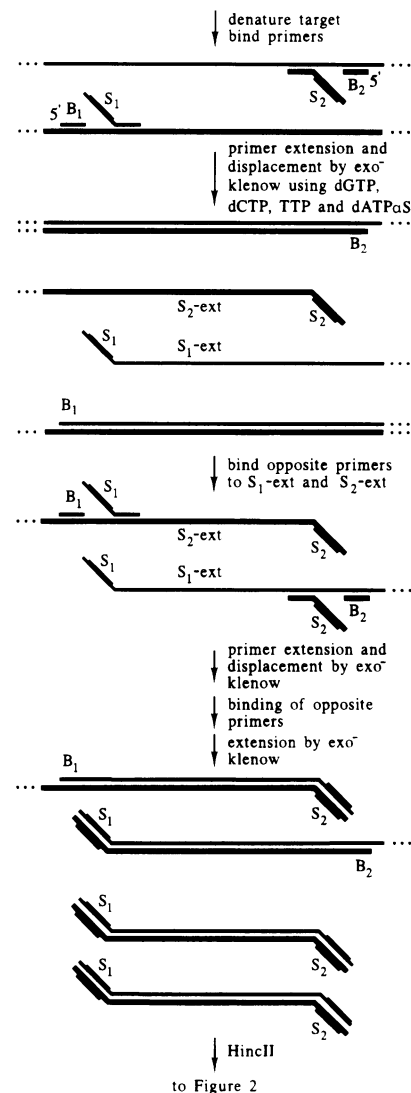 denature target
bind primers
... ...
S₁
B₂ 5'
5' B₁
S₂
... ...
primer extension and
displacement by exo⁻
klenow using dGTP,
dCTP, TTP and dATPαS
B₂
...
S₂-ext
S₂
S₁
S₁-ext
...
B₁
...
bind opposite primers
to S₁-ext and S₂-ext
B₁
S₁
...
S₂-ext
S₂
S₁
S₁-ext
...
S₂
B₂
primer extension and
displacement by exo⁻
klenow
binding of opposite
primers
extension by exo⁻
klenow
B₁
...
S₁
S₂
...
B₂
S₁
S₂
S₁
S₂
HincII
to Figure 2